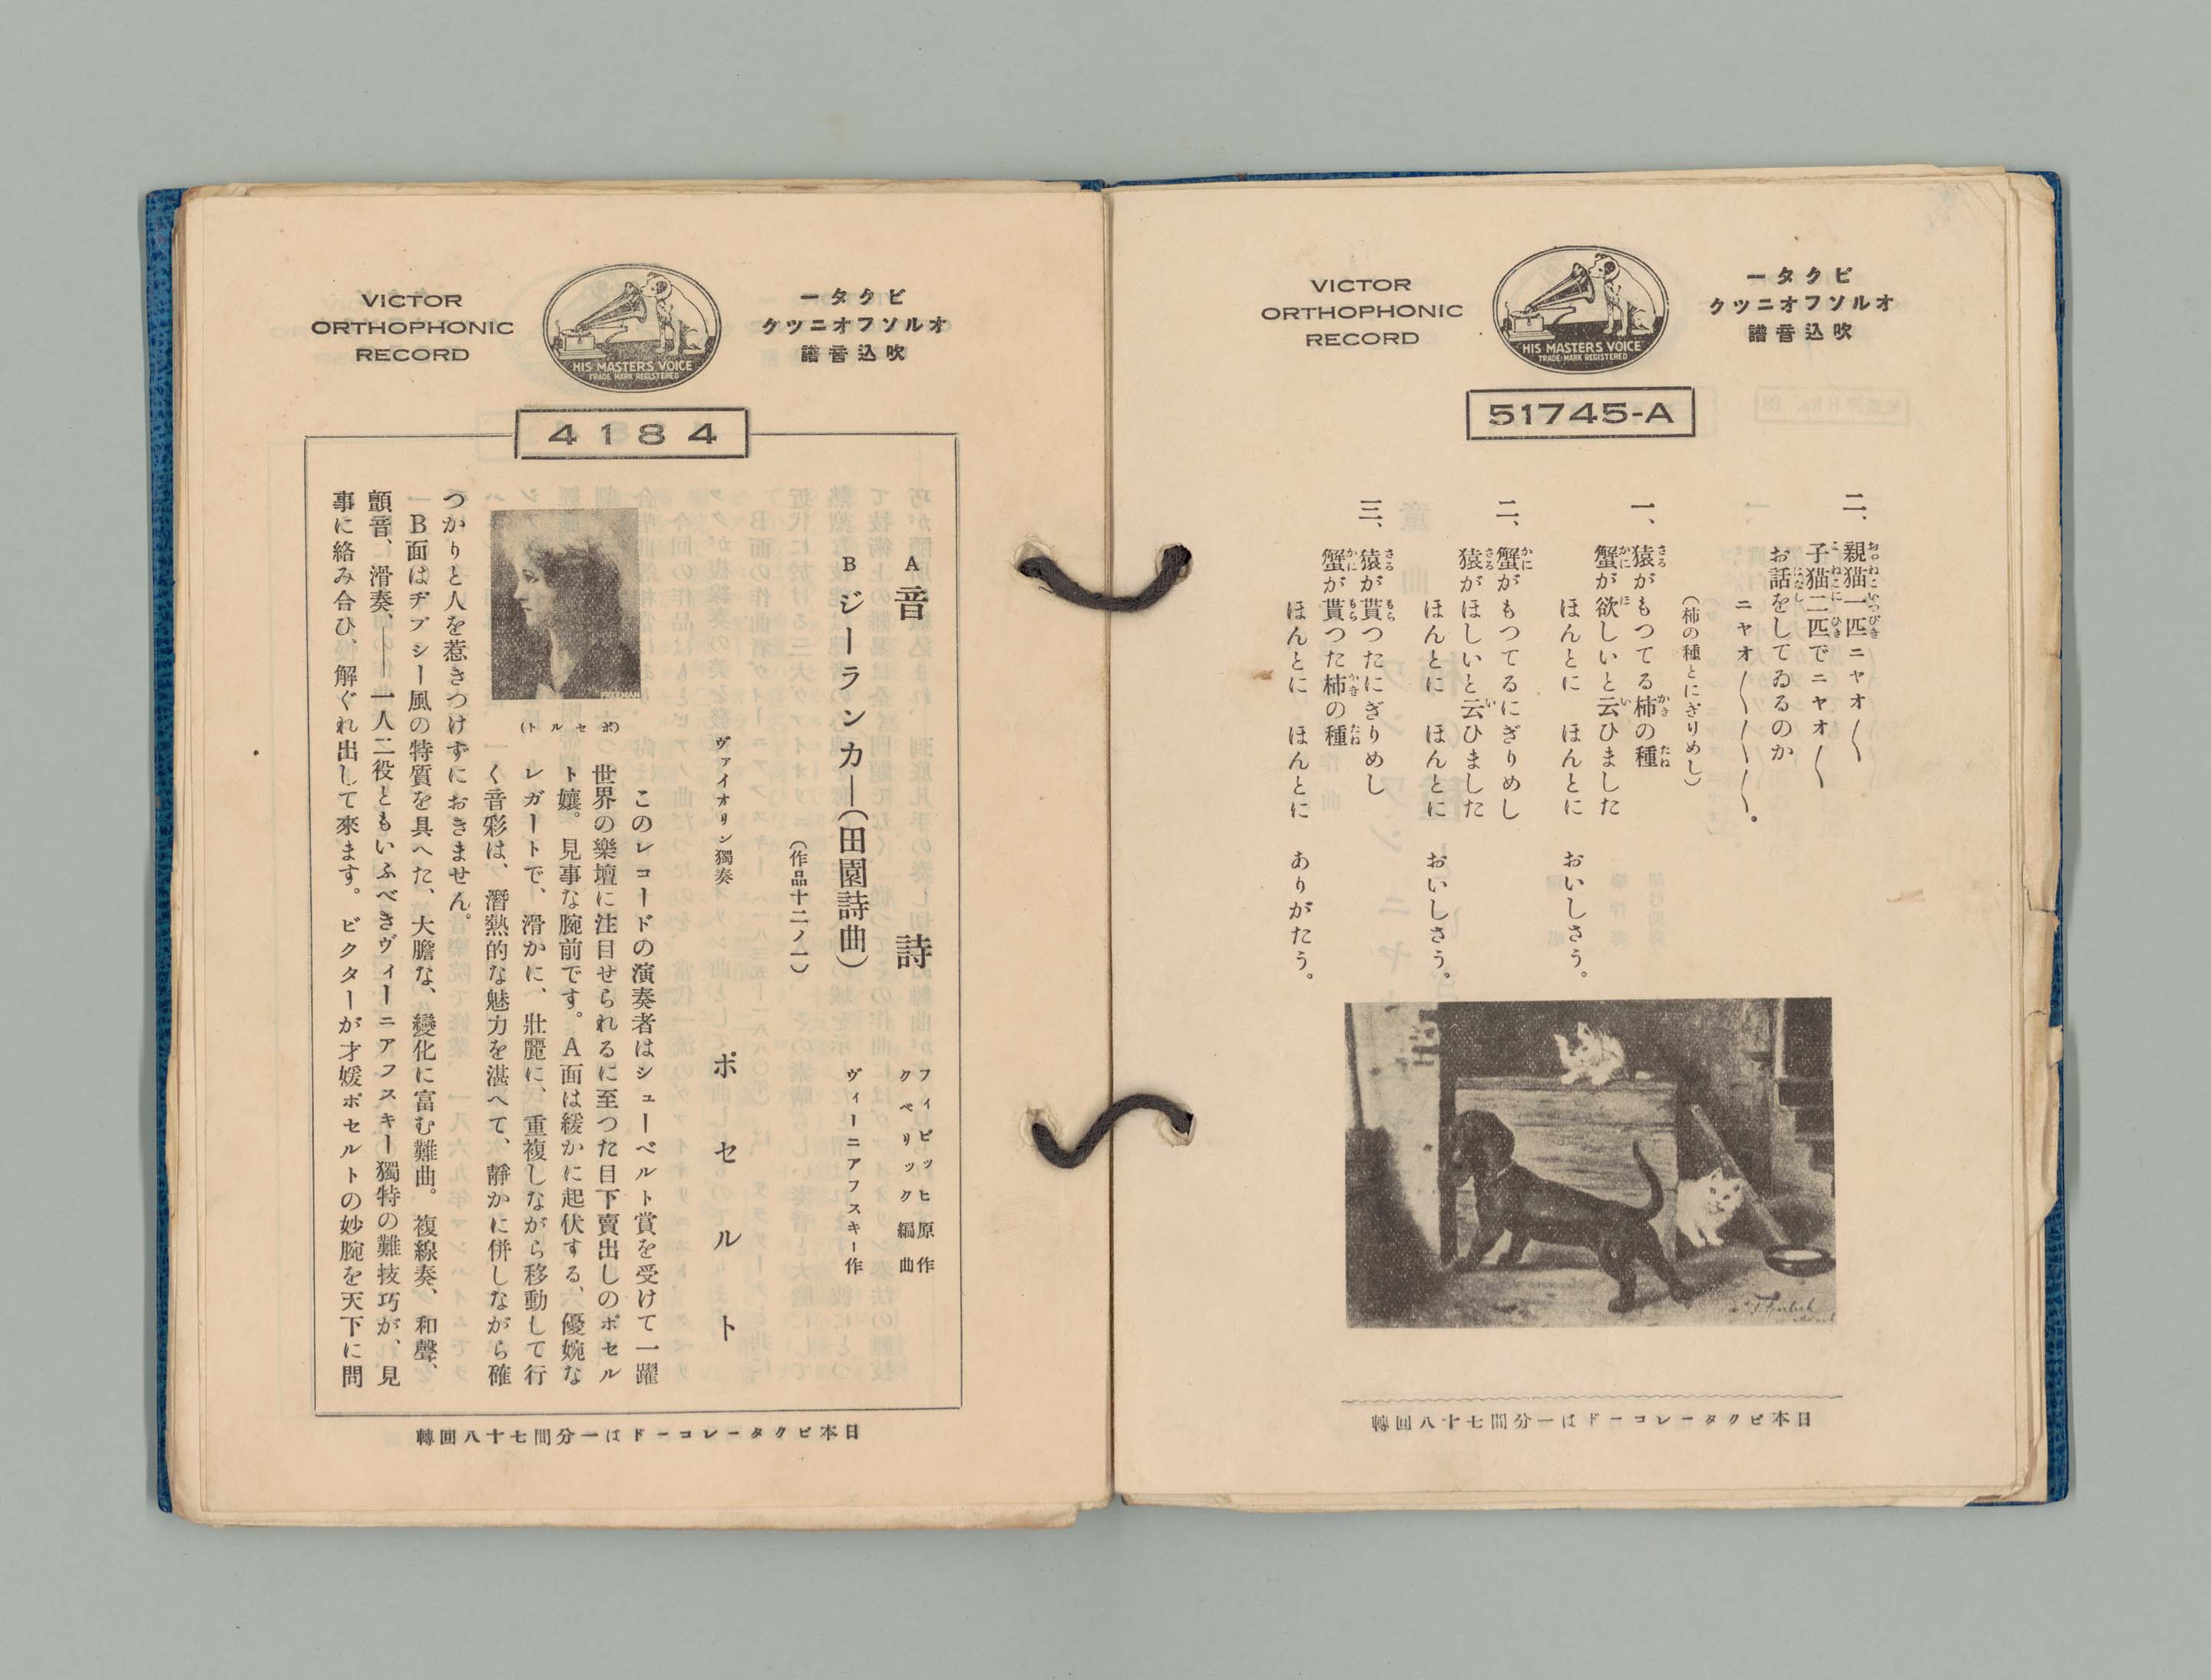 VICTOR
ORTHOPHONIC
RECORD
HIS MASTERS VOICE
TRADE MARK REGISTERED
ビクター
オルソフオニツク
吹込音譜
51745-A
二、親猫一匹ニヤオ〱
子猫二匹でニヤオ〱
お話をしてゐるのか
ニヤオ〱〱〱。
（柿の種とにぎりめし）
一、猿が もつてる柿の種
蟹が欲しいと云ひました
ほんとに ほんとに おいしさう。
二、蟹が もつてるにぎりめし
猿が ほしいと云ひました
ほんとに ほんとに おいしさう。
三、猿が貰つたにぎりめし
蟹が 貰つた柿の種
ほんとに ほんとに ありがたう。
日本ビクターレコードは一分間七十八回轉
VICTOR
ORTHOPHONIC
RECORD
HIS MASTERS VOICE
TRADE MARK REGISTERED
ビクター
オルソフオニツク
吹込音譜
4184
A 音詩 フィビッヒ原作
クベリック編曲
B ジーランカー（田園詩曲） ヴィーニアフスキー作
（作品十二ノ一）
ヴァイオリン獨奏 ポセルト
（ポセルト）
このレコードの演奏者はシューベルト賞を受けて一躍
世界の樂壇に注目せられるに至つた目下賣出しのポセル
ト孃。見事な腕前です。A面は緩かに起伏する、優婉な
レガートで、滑かに、壯麗に、重複しながら移動して行
く音彩は、潛熱的な魅力を湛へて、靜かに併しながら確
つかりと人を惹きつけずにおきません。
B面はヂプシー風の特質を具へた、大膽な、變化に富む難曲。複線奏、和聲、
顫音、滑奏、――一人二役ともいふべきヴィーニアフスキー獨特の難技巧が、見
事に絡み合ひ、解ぐれ出して來ます。ビクターが才媛ポセルトの妙腕を天下に問
日本ビクターレコードは一分間七十八回轉